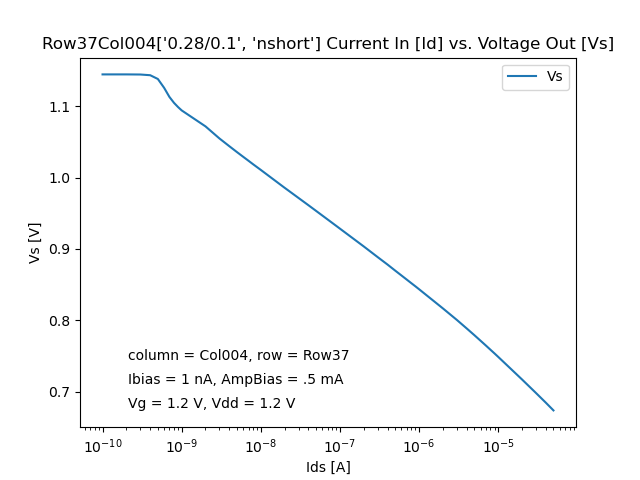 Row37Col004['0.28/0.1', 'nshort'] Current In [Id] vs. Voltage Out [Vs]
Vs
1.1
1.0
0.9
0.8
0.7
Vs [V]
column = Col004, row = Row37
Ibias = 1 nA, AmpBias = .5 mA
Vg = 1.2 V, Vdd = 1.2 V
10⁻¹⁰ 10⁻⁹ 10⁻⁸ 10⁻⁷ 10⁻⁶ 10⁻⁵
Ids [A]